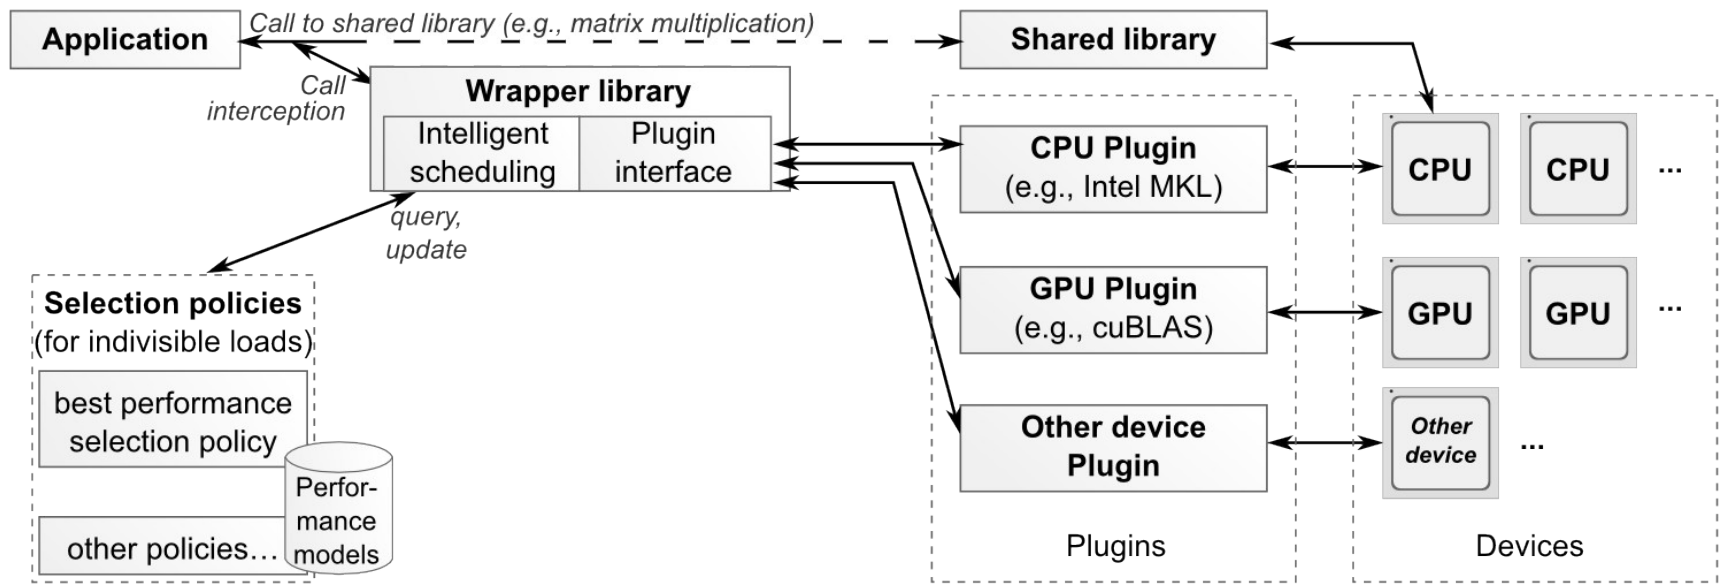 Application
Call to shared library (e.g., matrix multiplication)
Shared library
Call
interception
Wrapper library
Intelligent
scheduling
Plugin
interface
query,
update
Selection policies
(for indivisible loads)
best performance
selection policy
other policies…
Perfor-
mance
models
CPU Plugin
(e.g., Intel MKL)
GPU Plugin
(e.g., cuBLAS)
Other device
Plugin
Plugins
CPU
CPU
...
GPU
GPU
...
Other
device
...
Devices